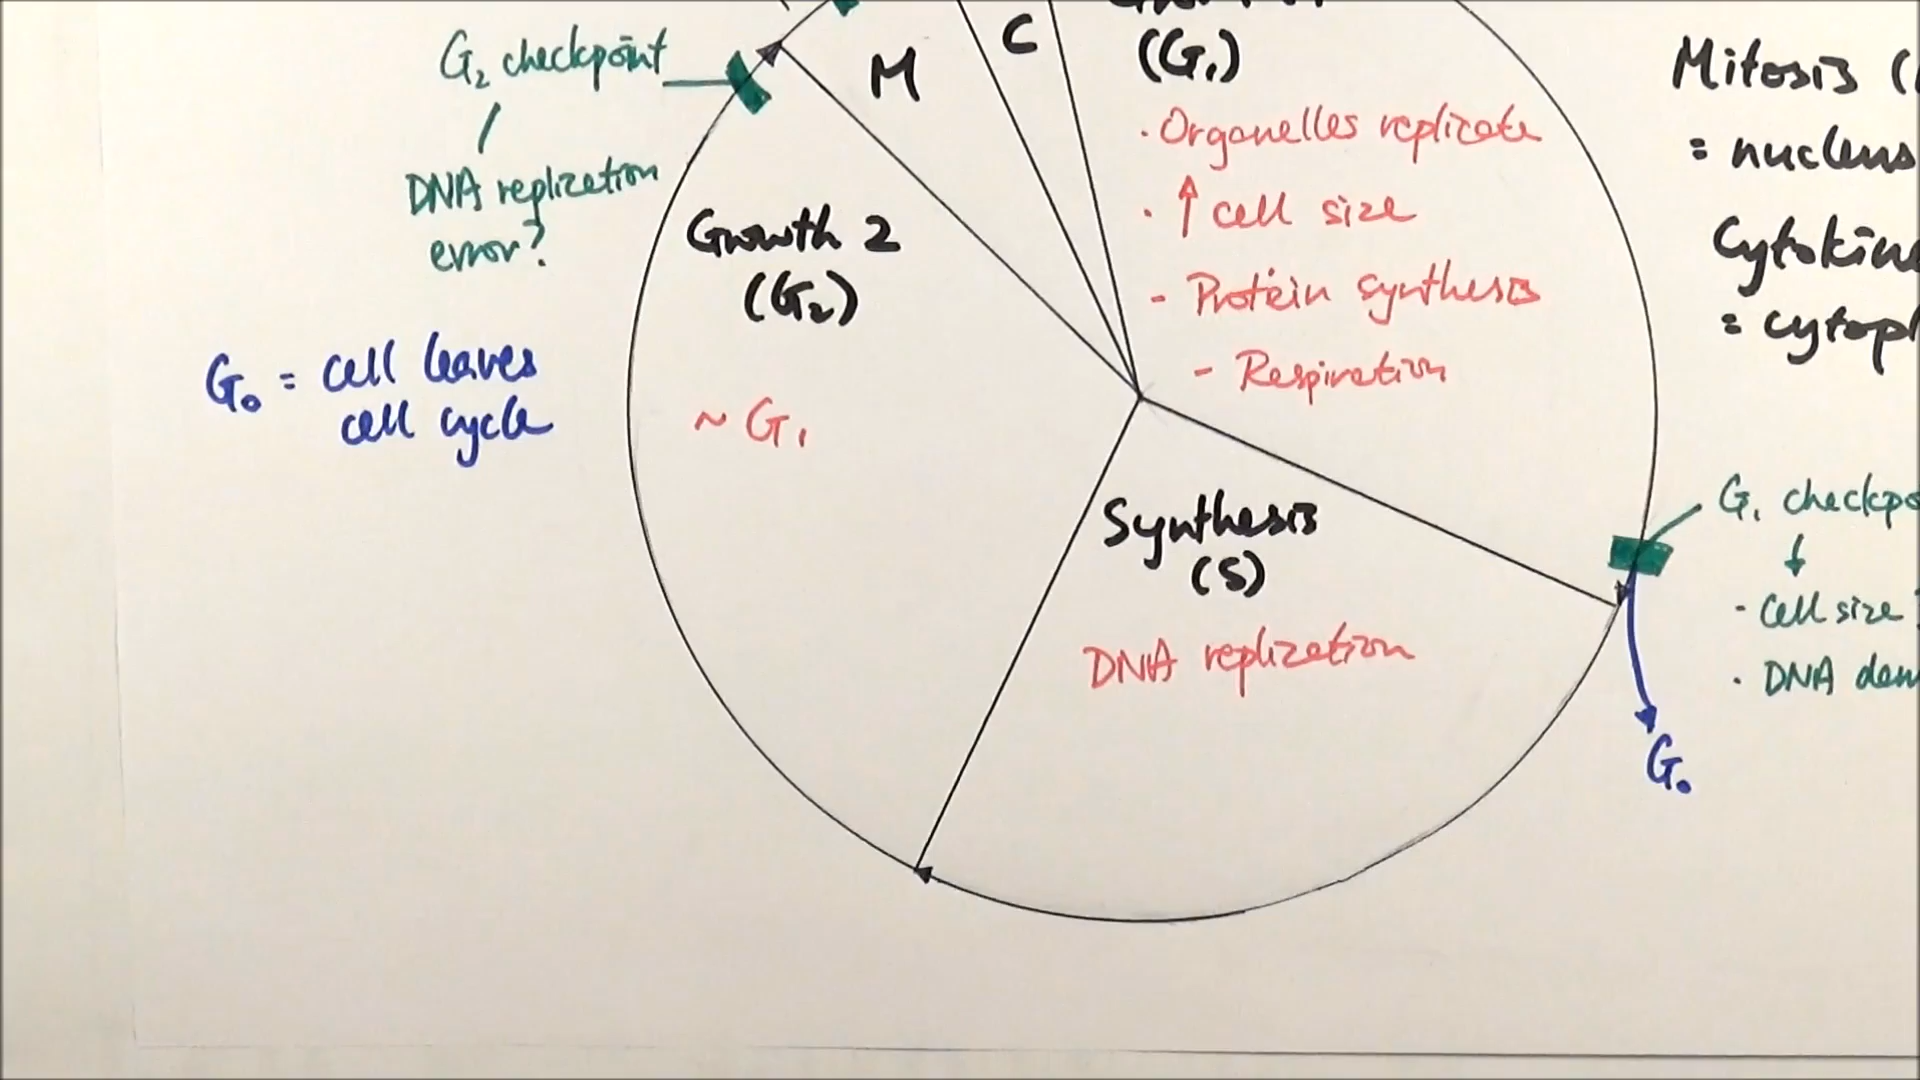 G2 checkpoint
DNA replication
error?
G0 = cell leaves
cell cycle
M
C
(G1)
· Organelles replicate
· ↑ cell size
- Protein synthesis
- Respiration
Growth 2
(G2)
~ G1
Synthesis
(S)
DNA replication
Mitosis (
= nucleus
Cytokine
= cytopl
G1 checkpo
↓
- Cell size
· DNA dam
G0